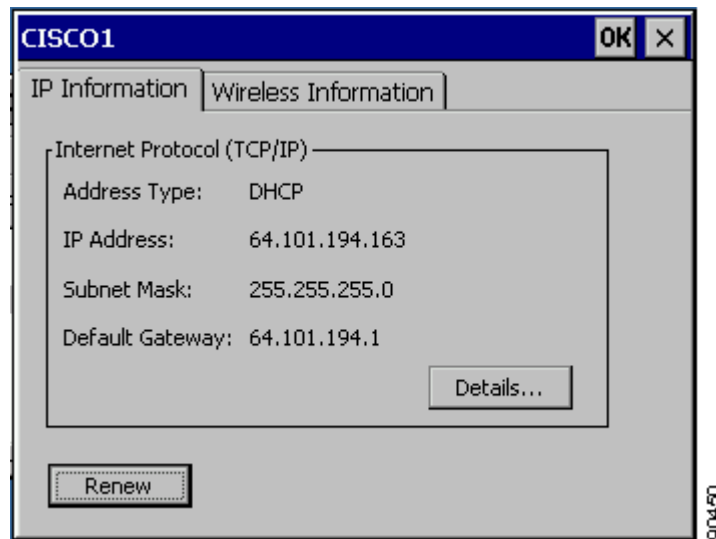 CISCO1 OK ×
IP Information Wireless Information
Internet Protocol (TCP/IP)
Address Type: DHCP
IP Address: 64.101.194.163
Subnet Mask: 255.255.255.0
Default Gateway: 64.101.194.1
Details...
Renew
90450